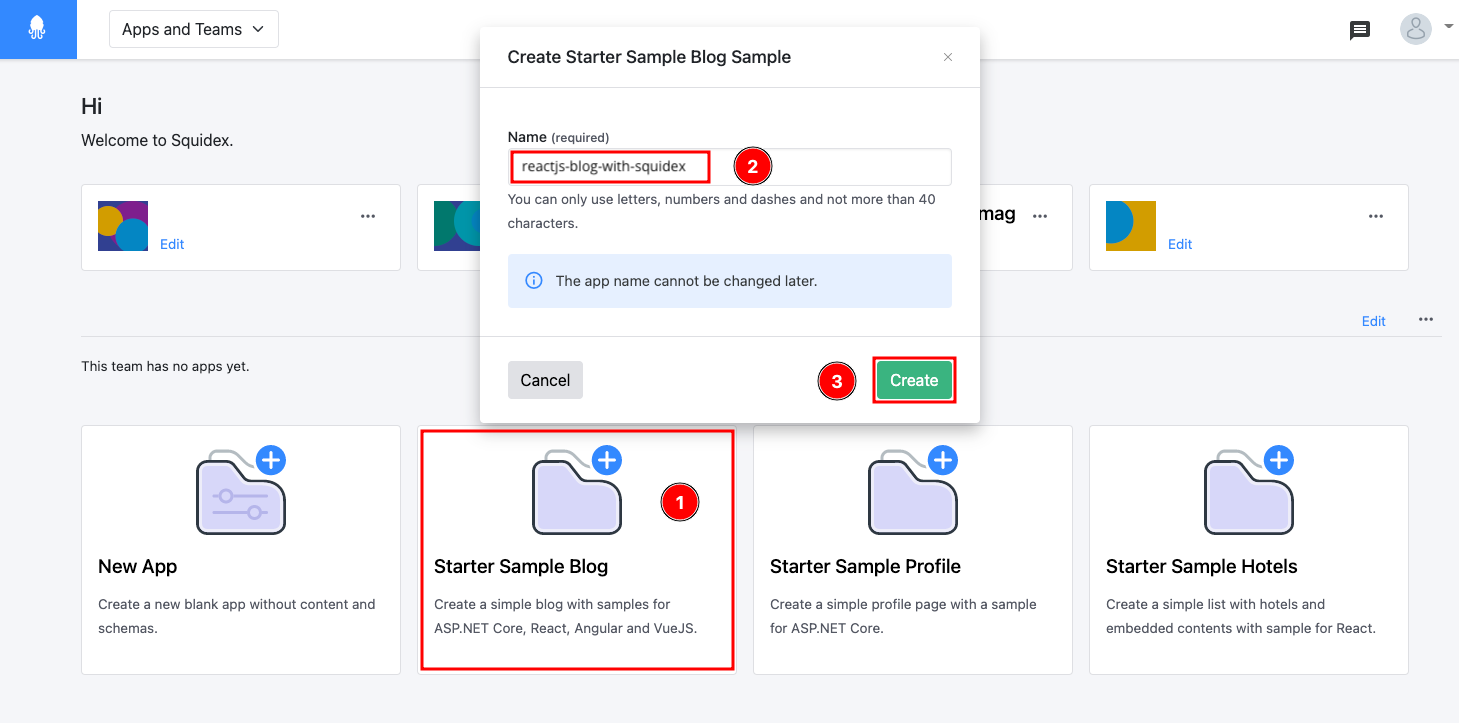 Apps and Teams
Create Starter Sample Blog Sample
Hi
Welcome to Squidex.
Name (required)
reactjs-blog-with-squidex
2
You can only use letters, numbers and dashes and not more than 40
characters.
Edit
mag
Edit
The app name cannot be changed later.
Edit
This team has no apps yet.
Cancel
3
Create
1
New App
Create a new blank app without content and
schemas.
Starter Sample Blog
Create a simple blog with samples for
ASP.NET Core, React, Angular and VueJS.
Starter Sample Profile
Create a simple profile page with a sample
for ASP.NET Core.
Starter Sample Hotels
Create a simple list with hotels and
embedded contents with sample for React.